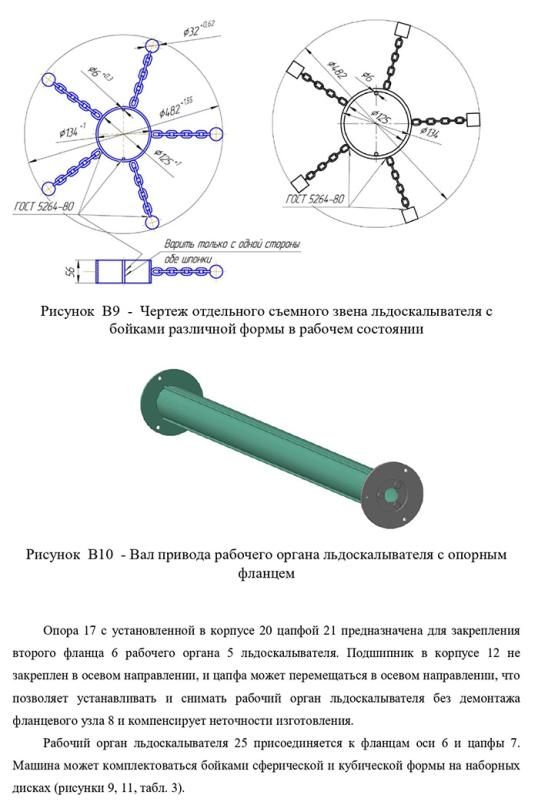 ⌀32⁺⁰·⁶²
⌀6⁺⁰·³
⌀482⁺¹⁵⁵
⌀134⁺¹
⌀125⁺¹
ГОСТ 5264-80
Варить только с одной стороны
обе шпонки
56
⌀482
⌀6
⌀125
⌀134
ГОСТ 5264-80
Рисунок В9 - Чертеж отдельного съемного звена льдоскалывателя с
бойками различной формы в рабочем состоянии
Рисунок В10 - Вал привода рабочего органа льдоскалывателя с опорным
фланцем
Опора 17 с установленной в корпусе 20 цапфой 21 предназначена для закрепления
второго фланца 6 рабочего органа 5 льдоскалывателя. Подшипник в корпусе 12 не
закреплен в осевом направлении, и цапфа может перемещаться в осевом направлении, что
позволяет устанавливать и снимать рабочий орган льдоскалывателя без демонтажа
фланцевого узла 8 и компенсирует неточности изготовления.
Рабочий орган льдоскалывателя 25 присоединяется к фланцам оси 6 и цапфы 7.
Машина может комплектоваться бойками сферической и кубической формы на наборных
дисках (рисунки 9, 11, табл. 3).